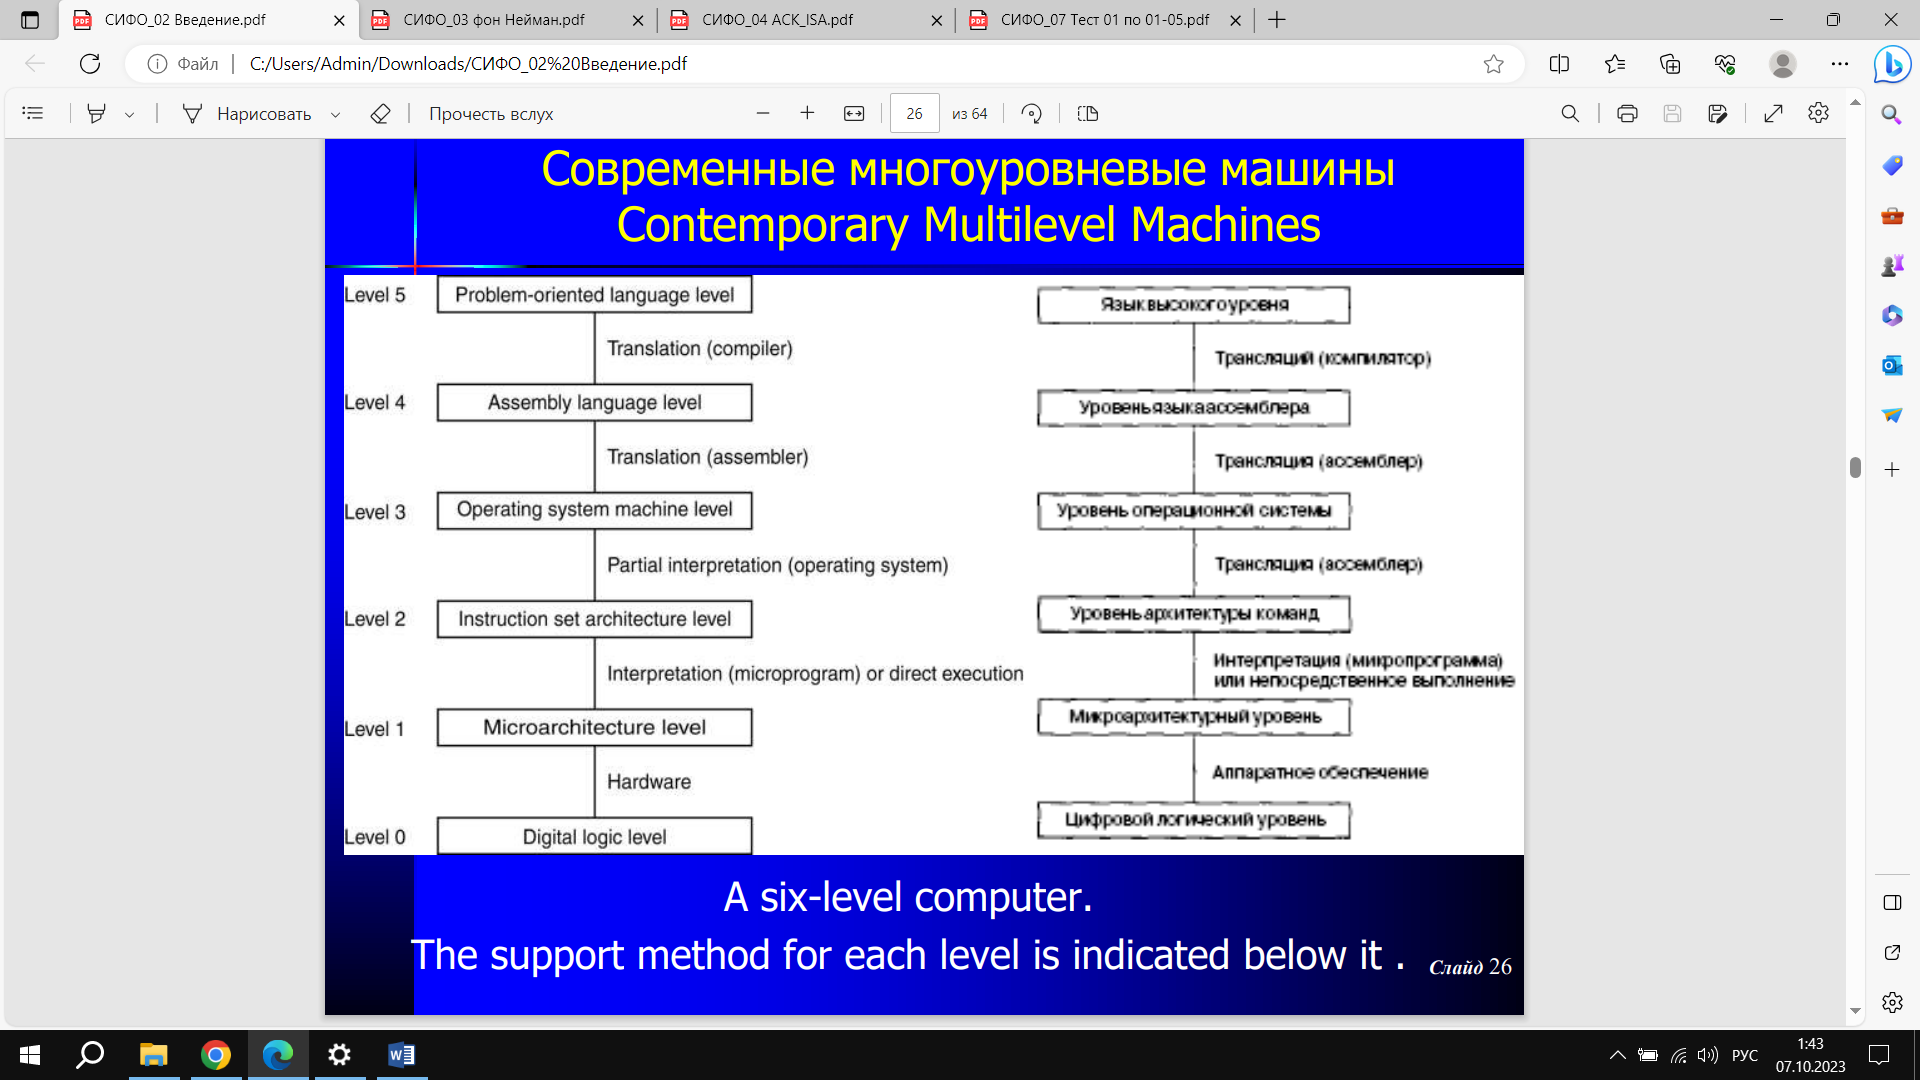 СИФО_02 Введение.pdf
СИФО_03 фон Нейман.pdf
СИФО_04 АСК_ISA.pdf
СИФО_07 Тест 01 по 01-05.pdf
Файл
C:/Users/Admin/Downloads/СИФО_02%20Введение.pdf
Нарисовать
Прочесть вслух
26
из 64
Современные многоуровневые машины
Contemporary Multilevel Machines
Level 5
Problem-oriented language level
Translation (compiler)
Level 4
Assembly language level
Translation (assembler)
Level 3
Operating system machine level
Partial interpretation (operating system)
Level 2
Instruction set architecture level
Interpretation (microprogram) or direct execution
Level 1
Microarchitecture level
Hardware
Level 0
Digital logic level
Язык высокого уровня
Трансляций (компилятор)
Уровень языка ассемблера
Трансляция (ассемблер)
Уровень операционной системы
Трансляция (ассемблер)
Уровень архитектуры команд
Интерпретация (микропрограмма)
или непосредственное выполнение
Микроархитектурный уровень
Аппаратное обеспечение
Цифровой логический уровень
A six-level computer.
The support method for each level is indicated below it .
Слайд 26
РУС
1:43
07.10.2023